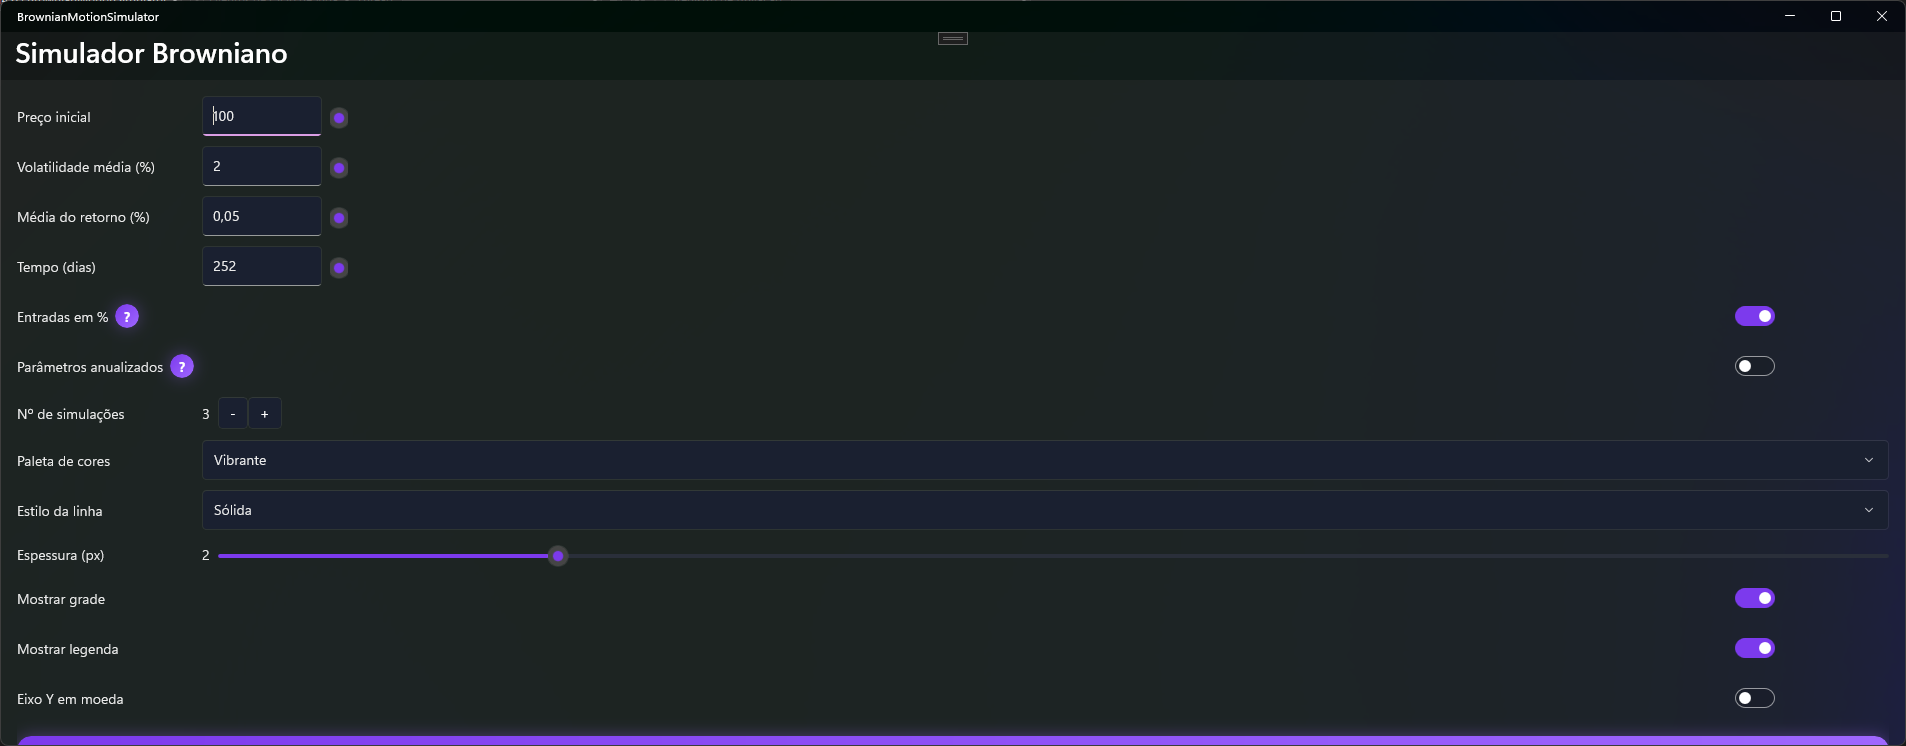 BrownianMotionSimulator
Simulador Browniano
Preço inicial 100
Volatilidade média (%) 2
Média do retorno (%) 0,05
Tempo (dias) 252
Entradas em % ?
Parâmetros anualizados ?
Nº de simulações 3 - +
Paleta de cores Vibrante
Estilo da linha Sólida
Espessura (px) 2
Mostrar grade
Mostrar legenda
Eixo Y em moeda